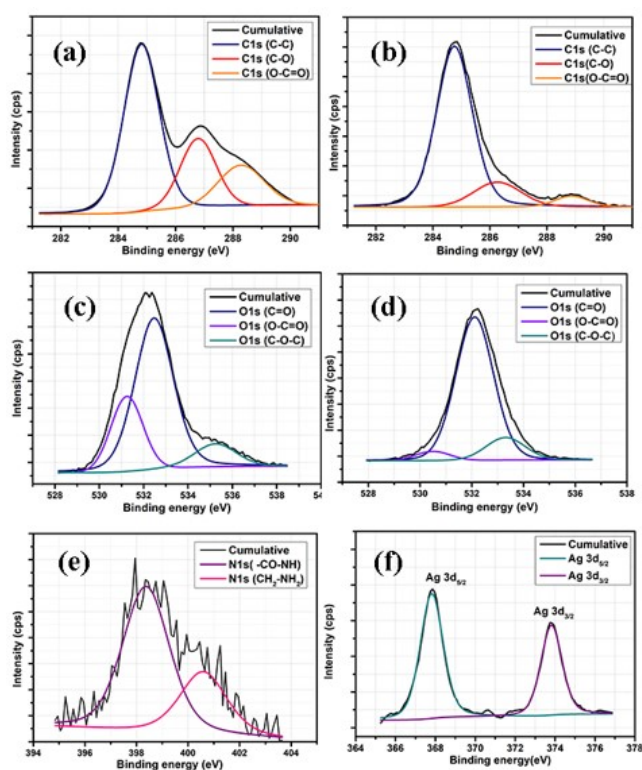 (a)
Cumulative
C1s (C-C)
C1s (C-O)
C1s (O-C=O)
Intensity (cps)
282 284 286 288 290
Binding energy (eV)
(b)
Cumulative
C1s (C-C)
C1s(C-O)
C1s(O-C=O)
Intensity (cps)
282 284 286 288 290
Binding energy (eV)
(c)
Cumulative
O1s (C=O)
O1s (O-C=O)
O1s (C-O-C)
Intensity (cps)
528 530 532 534 536 538 54
Binding energy (eV)
(d)
Cumulative
O1s (C=O)
O1s (O-C=O)
O1s (C-O-C)
Intensity (cps)
528 530 532 534 536 538
Binding energy (eV)
(e)
Cumulative
N1s( -CO-NH)
N1s (CH2-NH2)
Intensity (cps)
394 396 398 400 402 404
Binding energy (eV)
(f)
Cumulative
Ag 3d5/2
Ag 3d3/2
Ag 3d5/2
Ag 3d3/2
Intensity (cps)
364 366 368 370 372 374 376 378
Binding energy(eV)